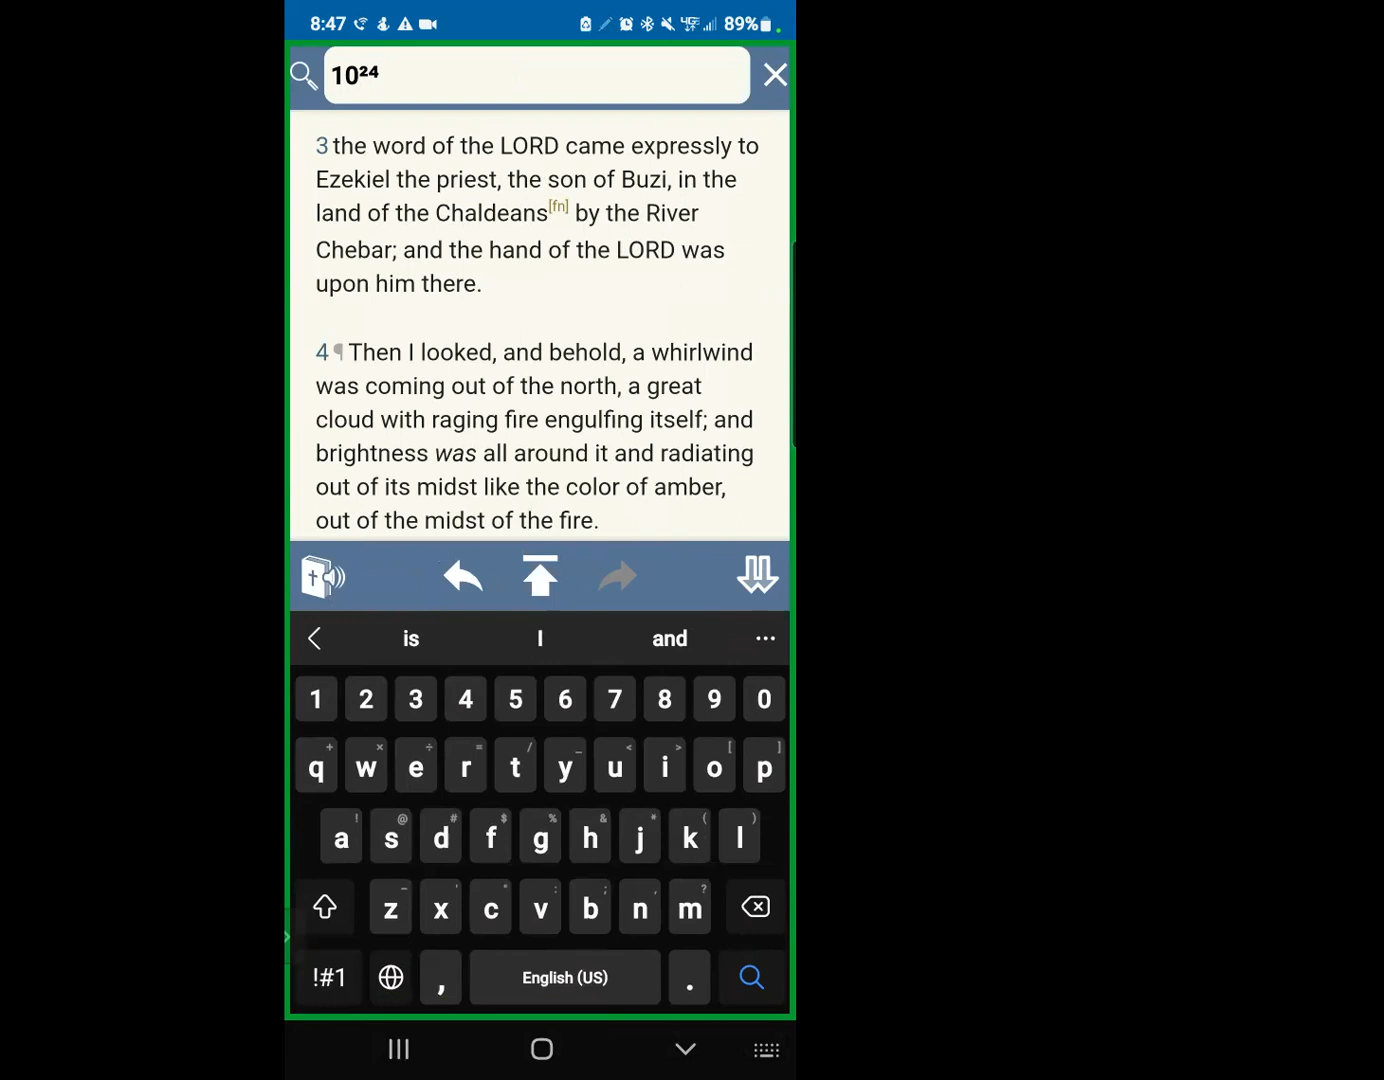 8:47 89%
10²⁴
3 the word of the LORD came expressly to
Ezekiel the priest, the son of Buzi, in the
land of the Chaldeans[fn] by the River
Chebar; and the hand of the LORD was
upon him there.
4 ¶ Then I looked, and behold, a whirlwind
was coming out of the north, a great
cloud with raging fire engulfing itself; and
brightness was all around it and radiating
out of its midst like the color of amber,
out of the midst of the fire.
is I and ...
1 2 3 4 5 6 7 8 9 0
+ × ÷ = / _ < > [ ]
q w e r t y u i o p
! @ # $ % & * ( )
a s d f g h j k l
- ' " : ; , ?
z x c v b n m
!#1 , English (US) .